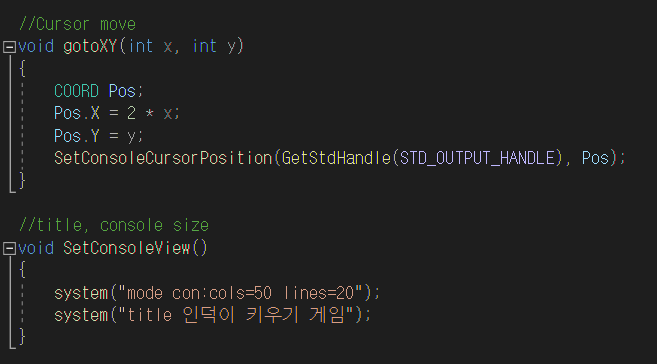 //Cursor move
void gotoXY(int x, int y)
{
COORD Pos;
Pos.X = 2 * x;
Pos.Y = y;
SetConsoleCursorPosition(GetStdHandle(STD_OUTPUT_HANDLE), Pos);
}
//title, console size
void SetConsoleView()
{
system("mode con:cols=50 lines=20");
system("title 인덕이 키우기 게임");
}